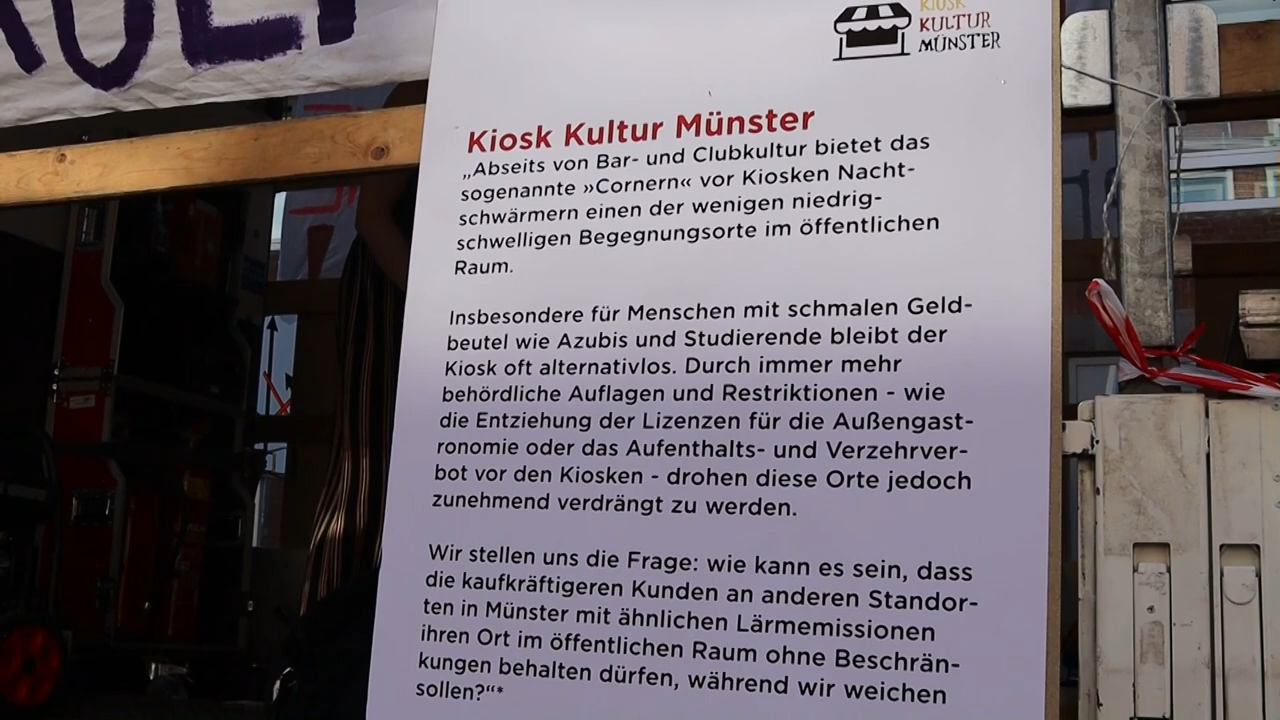 KIOSK
KULTUR
MÜNSTER
Kiosk Kultur Münster
„Abseits von Bar- und Clubkultur bietet das
sogenannte »Cornern« vor Kiosken Nacht-
schwärmern einen der wenigen niedrig-
schwelligen Begegnungsorte im öffentlichen
Raum.
Insbesondere für Menschen mit schmalen Geld-
beutel wie Azubis und Studierende bleibt der
Kiosk oft alternativlos. Durch immer mehr
behördliche Auflagen und Restriktionen - wie
die Entziehung der Lizenzen für die Außengast-
ronomie oder das Aufenthalts- und Verzehrver-
bot vor den Kiosken - drohen diese Orte jedoch
zunehmend verdrängt zu werden.
Wir stellen uns die Frage: wie kann es sein, dass
die kaufkräftigeren Kunden an anderen Standor-
ten in Münster mit ähnlichen Lärmemissionen
ihren Ort im öffentlichen Raum ohne Beschrän-
kungen behalten dürfen, während wir weichen
sollen?“*